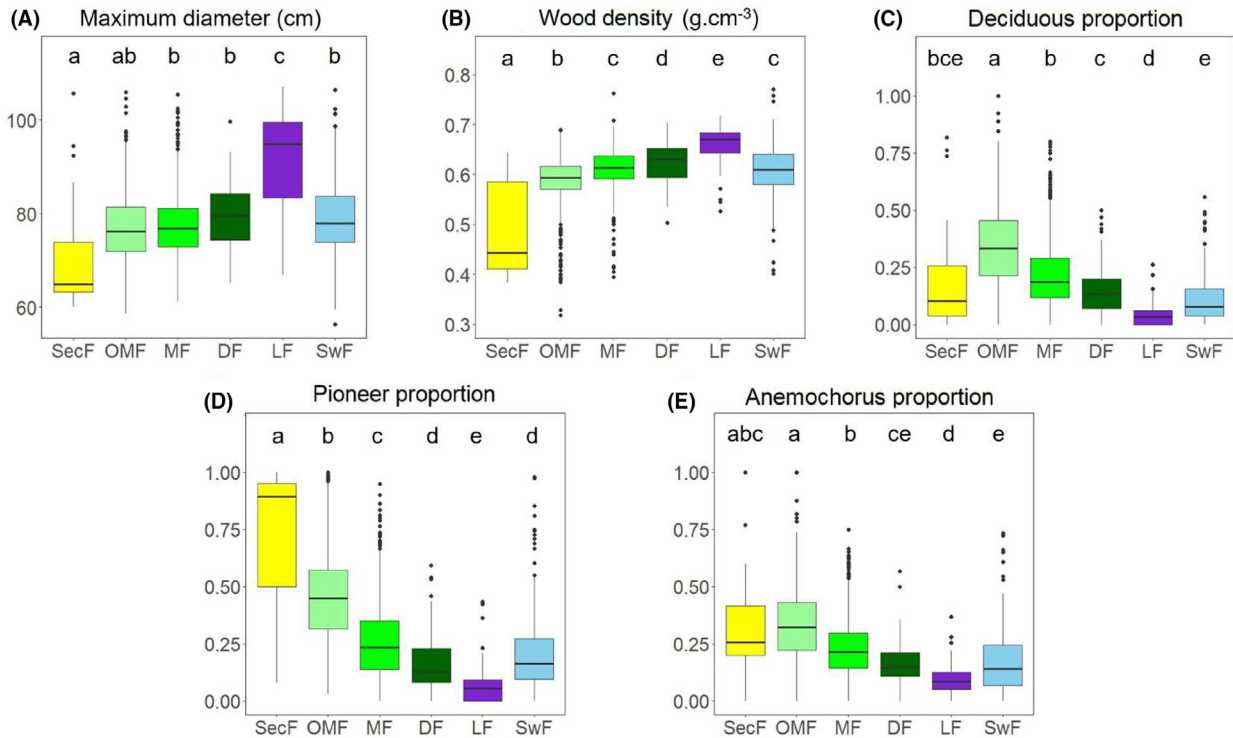 (A) Maximum diameter (cm)
a ab b b c b
100
80
60
SecF OMF MF DF LF SwF
(B) Wood density (g.cm⁻³)
a b c d e c
0.8
0.7
0.6
0.5
0.4
0.3
SecF OMF MF DF LF SwF
(C) Deciduous proportion
bce a b c d e
1.00
0.75
0.50
0.25
0.00
SecF OMF MF DF LF SwF
(D) Pioneer proportion
a b c d e d
1.00
0.75
0.50
0.25
0.00
SecF OMF MF DF LF SwF
(E) Anemochorus proportion
abc a b ce d e
1.00
0.75
0.50
0.25
0.00
SecF OMF MF DF LF SwF